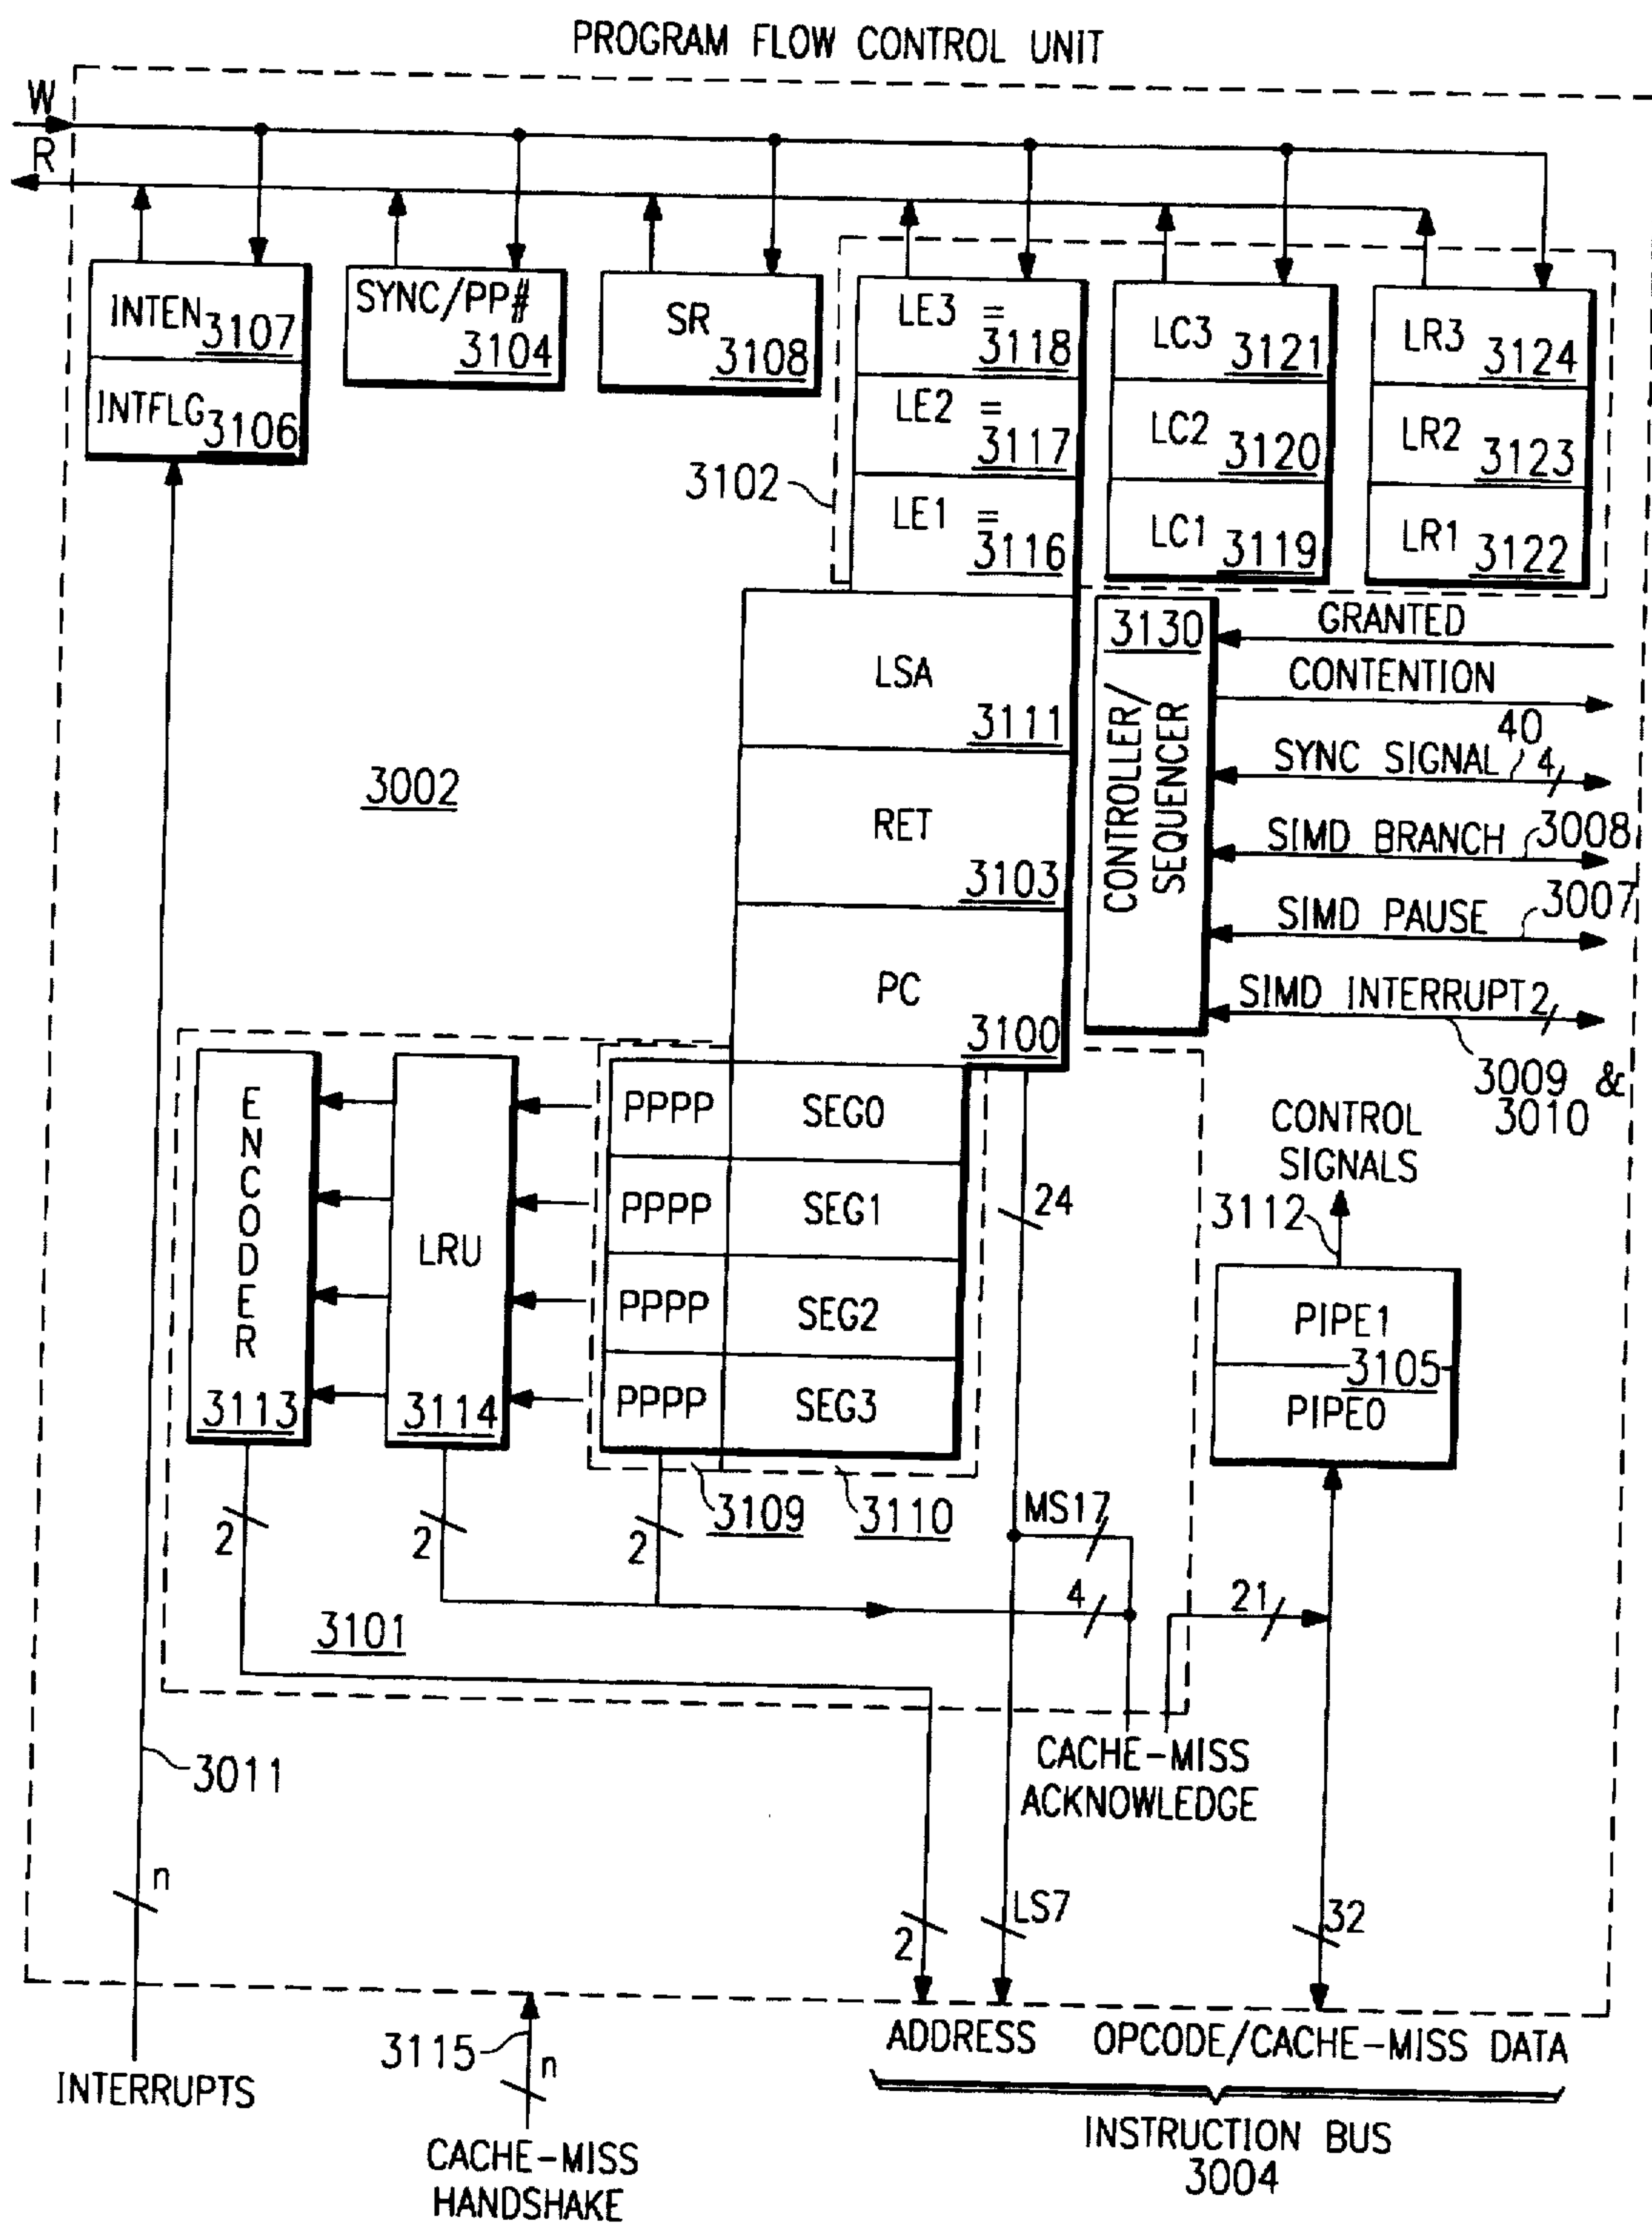 PROGRAM FLOW CONTROL UNIT
W
R
INTEN 3107
INTFLG 3106
SYNC/PP# 3104
SR 3108
LE3 = 3118
LE2 = 3117
LE1 = 3116
LC3 3121
LC2 3120
LC1 3119
LR3 3124
LR2 3123
LR1 3122
3102
3002
LSA 3111
RET 3103
PC 3100
3130
CONTROLLER/
SEQUENCER
GRANTED
CONTENTION
40
SYNC SIGNAL 4
SIMD BRANCH 3008
SIMD PAUSE 3007
SIMD INTERRUPT 2
3009 &
3010
ENCODER
3113
LRU
3114
PPPP SEG0
PPPP SEG1
PPPP SEG2
PPPP SEG3
24
CONTROL
SIGNALS
3112
PIPE1
3105
PIPE0
2
2
2
3109
3110
MS17
4
21
3101
CACHE-MISS
ACKNOWLEDGE
3011
n
2
LS7
32
INTERRUPTS
3115
n
CACHE-MISS
HANDSHAKE
ADDRESS
OPCODE/CACHE-MISS DATA
INSTRUCTION BUS
3004